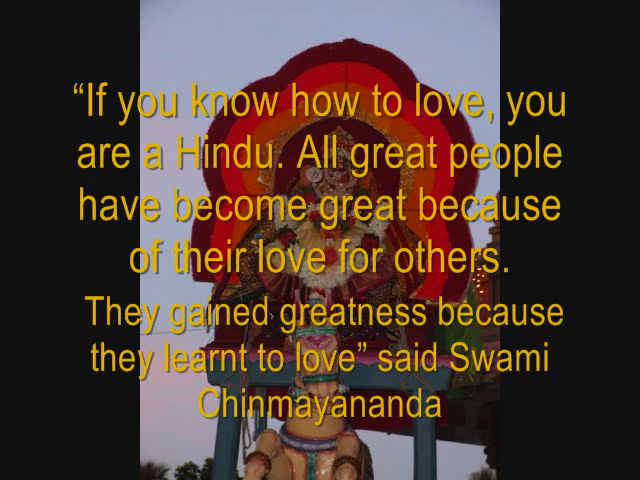 “If you know how to love, you
are a Hindu. All great people
have become great because
of their love for others.
They gained greatness because
they learnt to love” said Swami
Chinmayananda